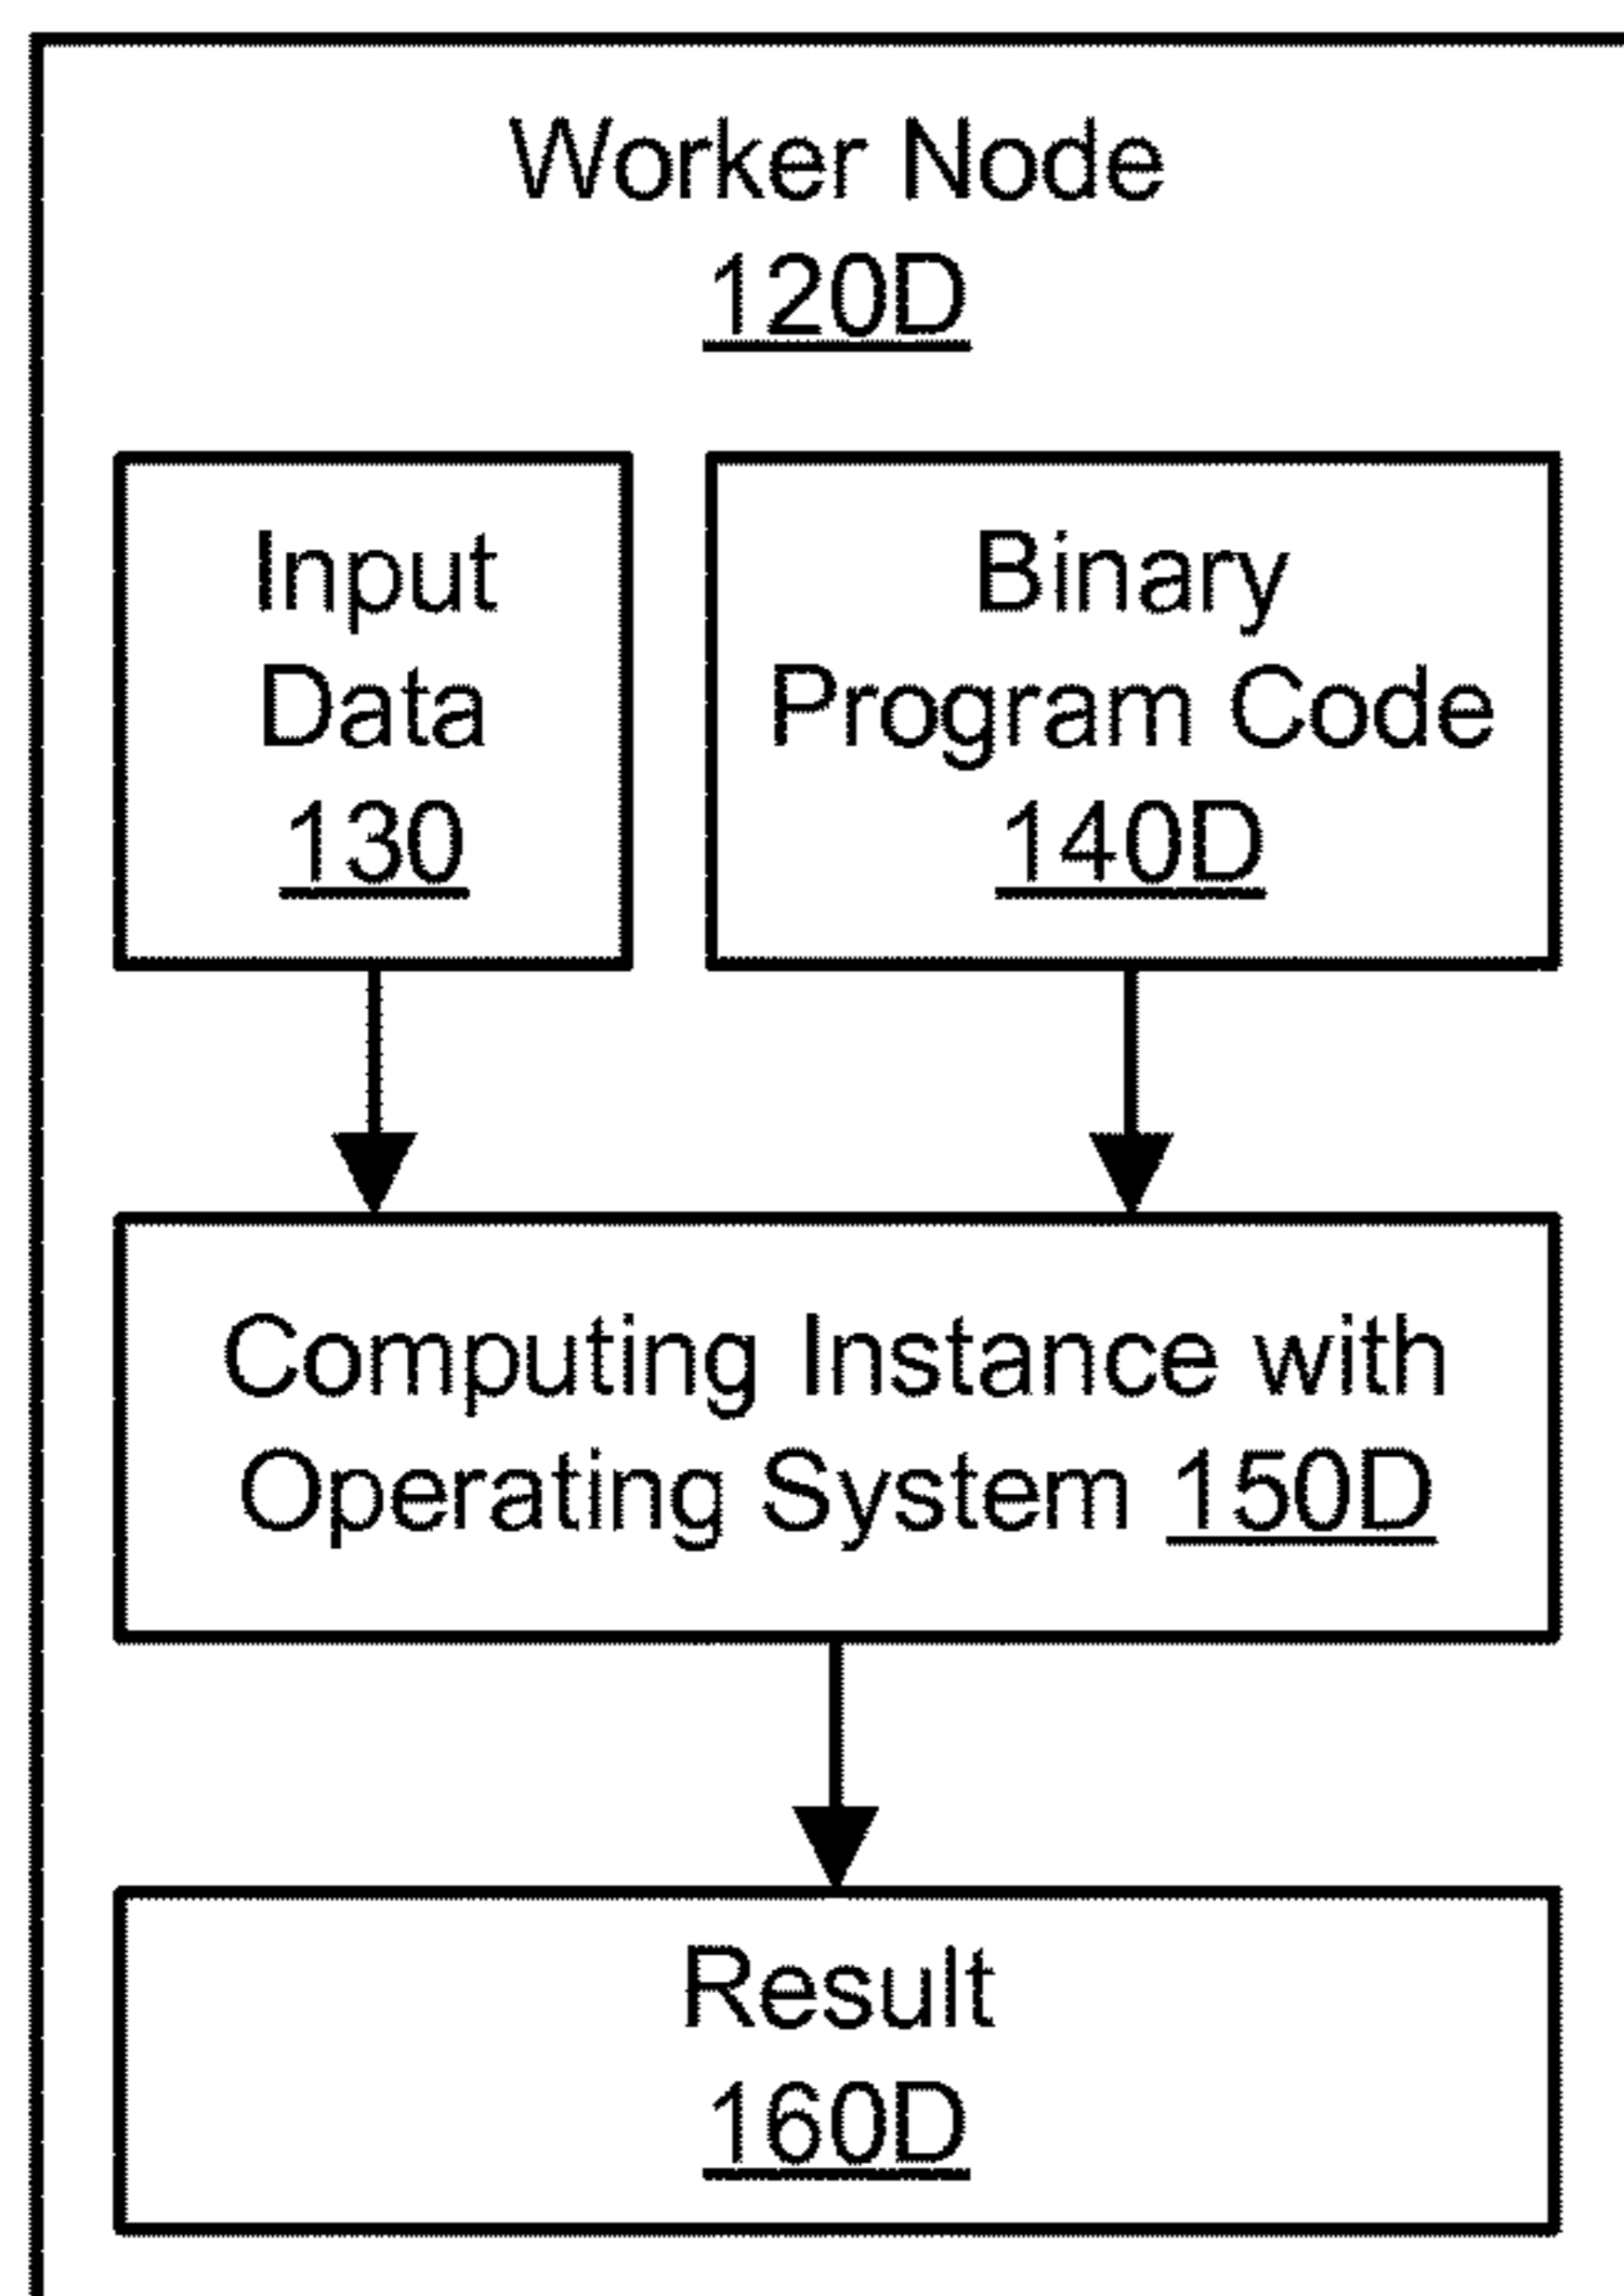 Worker Node
120D
Input
Data
130
Binary
Program Code
140D
Computing Instance with
Operating System 150D
Result
160D